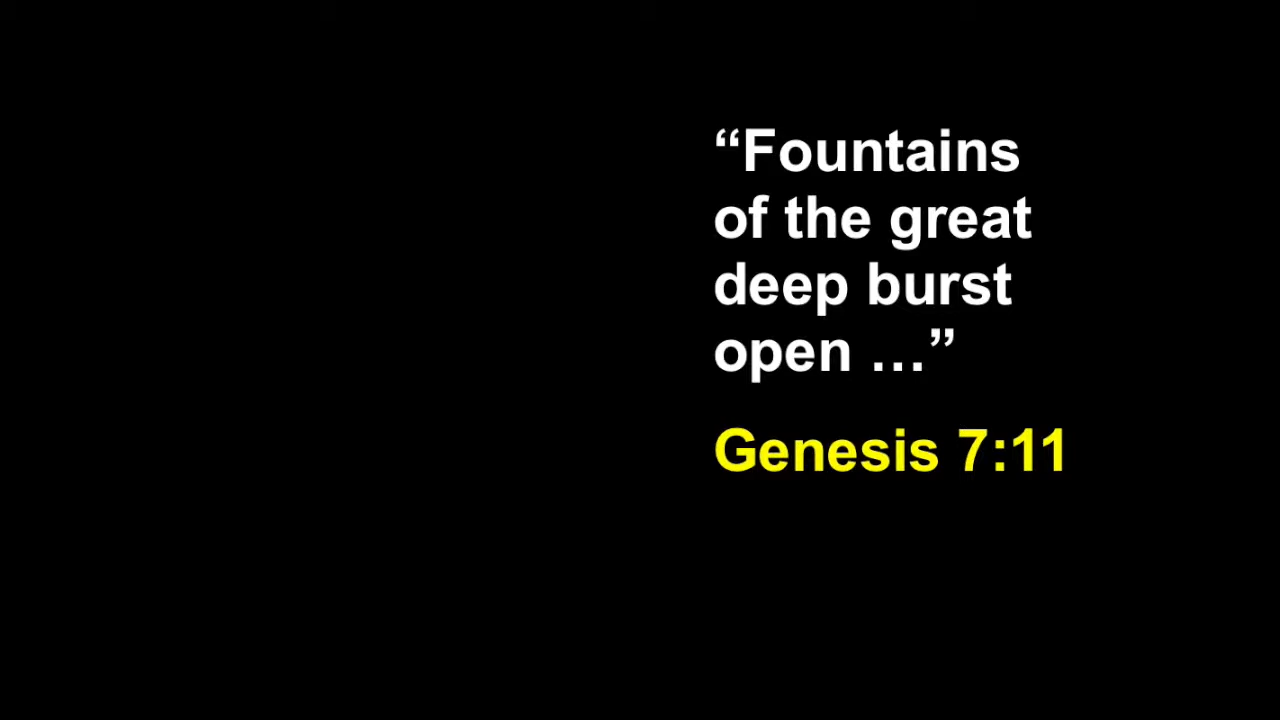 “Fountains
of the great
deep burst
open …”
Genesis 7:11